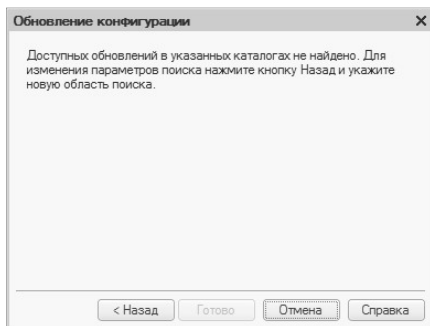 Обновление конфигурации
Доступных обновлений в указанных каталогах не найдено. Для
изменения параметров поиска нажмите кнопку Назад и укажите
новую область поиска.
< Назад Готово Отмена Справка